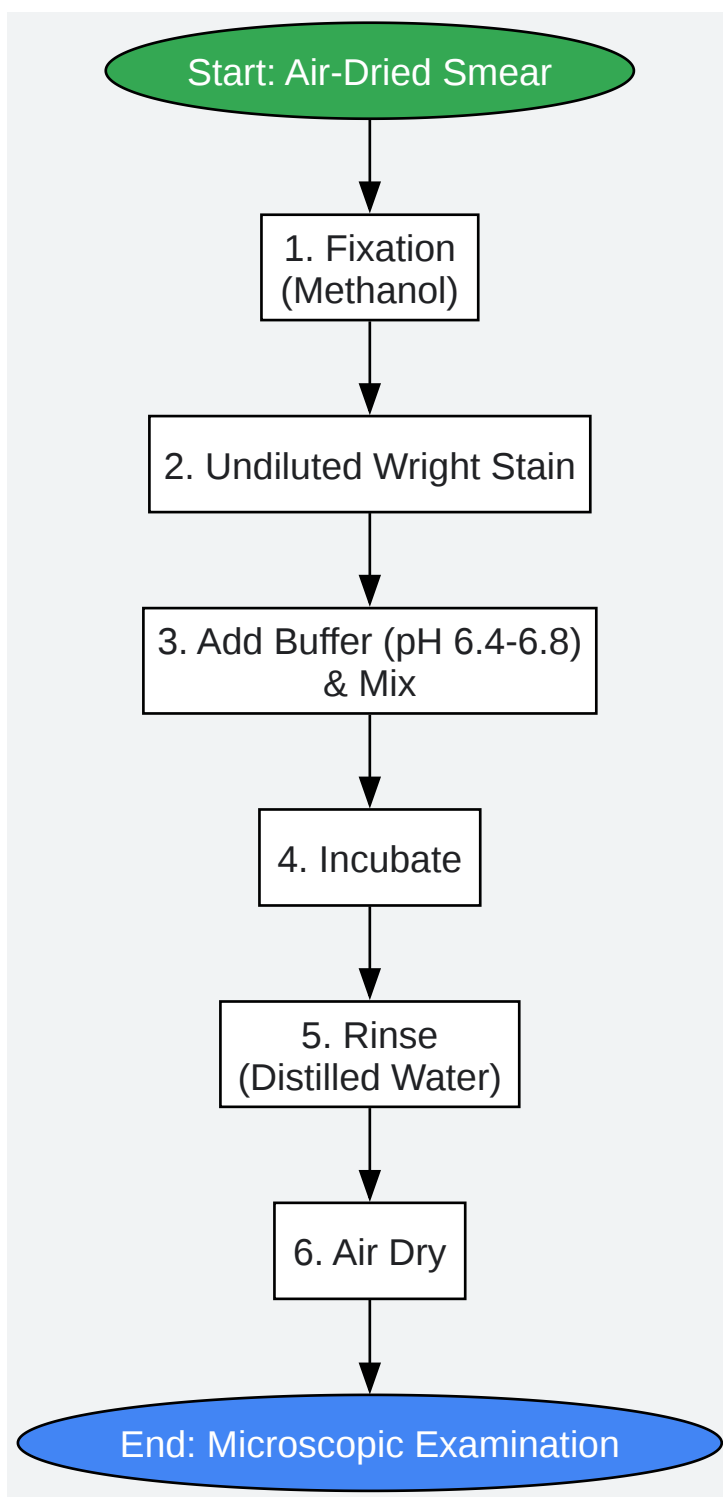 Start: Air-Dried Smear
1. Fixation
(Methanol)
2. Undiluted Wright Stain
3. Add Buffer (pH 6.4-6.8)
& Mix
4. Incubate
5. Rinse
(Distilled Water)
6. Air Dry
End: Microscopic Examination